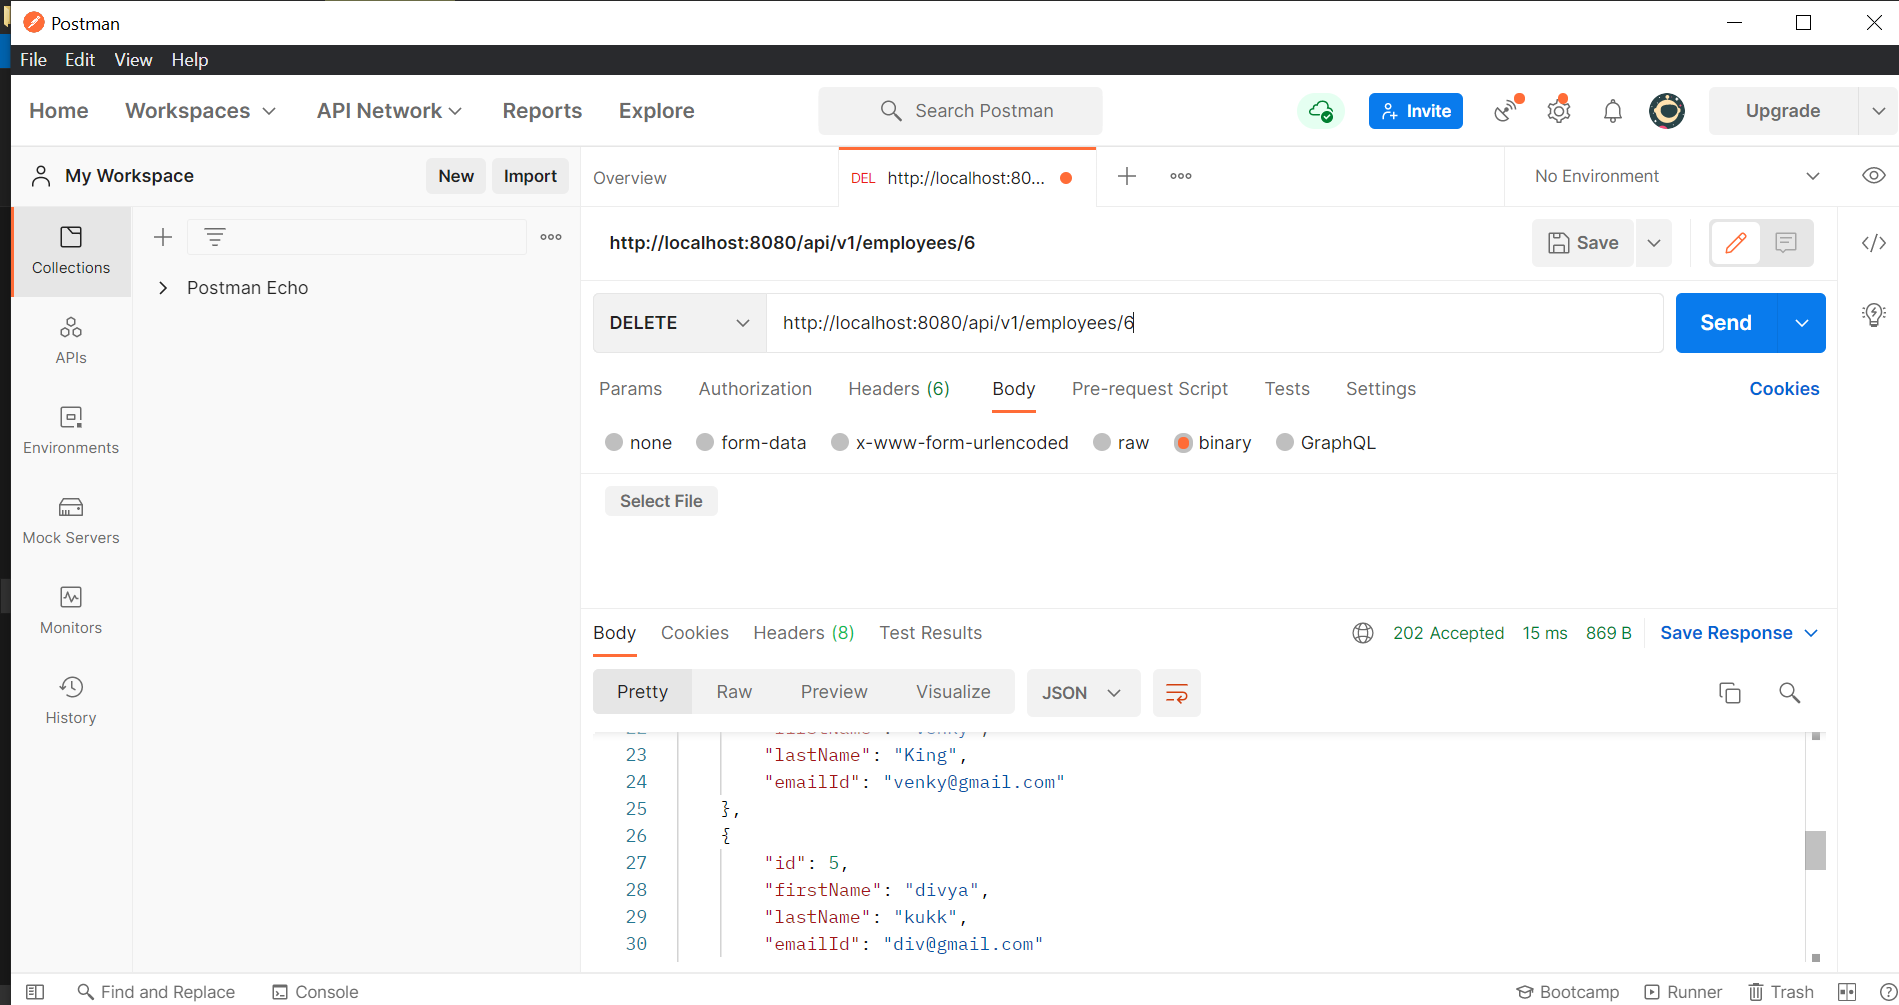 Postman
File Edit View Help
Home Workspaces API Network Reports Explore Search Postman Invite Upgrade
My Workspace New Import Overview DEL http://localhost:80... No Environment
Collections
APIs
Environments
Mock Servers
Monitors
History
Postman Echo
http://localhost:8080/api/v1/employees/6 Save
DELETE http://localhost:8080/api/v1/employees/6 Send
Params Authorization Headers (6) Body Pre-request Script Tests Settings Cookies
none form-data x-www-form-urlencoded raw binary GraphQL
Select File
Body Cookies Headers (8) Test Results 202 Accepted 15 ms 869 B Save Response
Pretty Raw Preview Visualize JSON
22 "firstName": "venky",
23 "lastName": "King",
24 "emailId": "venky@gmail.com"
25 },
26 {
27 "id": 5,
28 "firstName": "divya",
29 "lastName": "kukk",
30 "emailId": "div@gmail.com"
Find and Replace Console Bootcamp Runner Trash